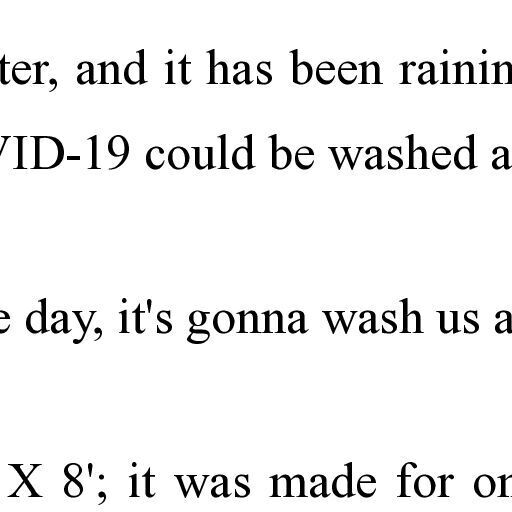 ter, and it has been rainin
VID-19 could be washed a
e day, it's gonna wash us a
X 8'; it was made for on